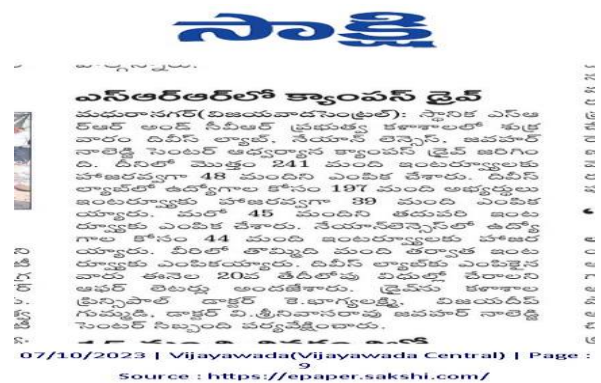 సాక్షి
ఎస్ఆర్ఆర్‌లో క్యాంపస్ డ్రైవ్
మధురానగర్(విజయవాడసెంట్రల్): స్థానిక ఎస్ఆ
ర్ఆర్ అండ్ సీవీఆర్ ప్రభుత్వ కళాశాలలో శుక్ర
వారం దివీస్ ల్యాబ్, నేయాన్ లెన్సెస్, జవహర్
నాలెడ్జి సెంటర్ ఆధ్వర్యాన క్యాంపస్ డ్రైవ్ జరిగిం
ది. దీనిలో మొత్తం 241 మంది ఇంటర్వ్యూలకు
హాజరవ్వగా 48 మందిని ఎంపిక చేశారు. దివీస్
ల్యాబ్‌లో ఉద్యోగాల కోసం 197 మంది అభ్యర్థులు
ఇంటర్వ్యూకు హాజరవ్వగా 39 మంది ఎంపిక
య్యారు. మరో 45 మందిని తదుపరి ఇంట
ర్వ్యూకు ఎంపిక చేశారు. నేయాన్‌లెన్సెస్‌లో ఉద్యో
గాల కోసం 44 మంది ఇంటర్వ్యూలకు హాజర
య్యారు. వీరిలో తొమ్మిది మంది తర్వాత ఇంట
ర్వ్యూకు ఎంపికయ్యారు. దివీస్ ల్యాబ్‌కు ఎంపికైన
వారు ఈనెల 20వ తేదీలోపు విధుల్లో చేరాలని
ఆఫర్ లెటర్లు అందజేశారు. డ్రైవ్‌ను కళాశాల
ప్రిన్సిపాల్ డాక్టర్ కె.భాగ్యలక్ష్మి, విజయదీప్
గుమ్మడి, డాక్టర్ వి.శ్రీనివాసరావు జవహర్ నాలెడ్జి
సెంటర్ సిబ్బంది పర్యవేక్షించారు.
07/10/2023 | Vijayawada(Vijayawada Central) | Page :
9
Source : https://epaper.sakshi.com/